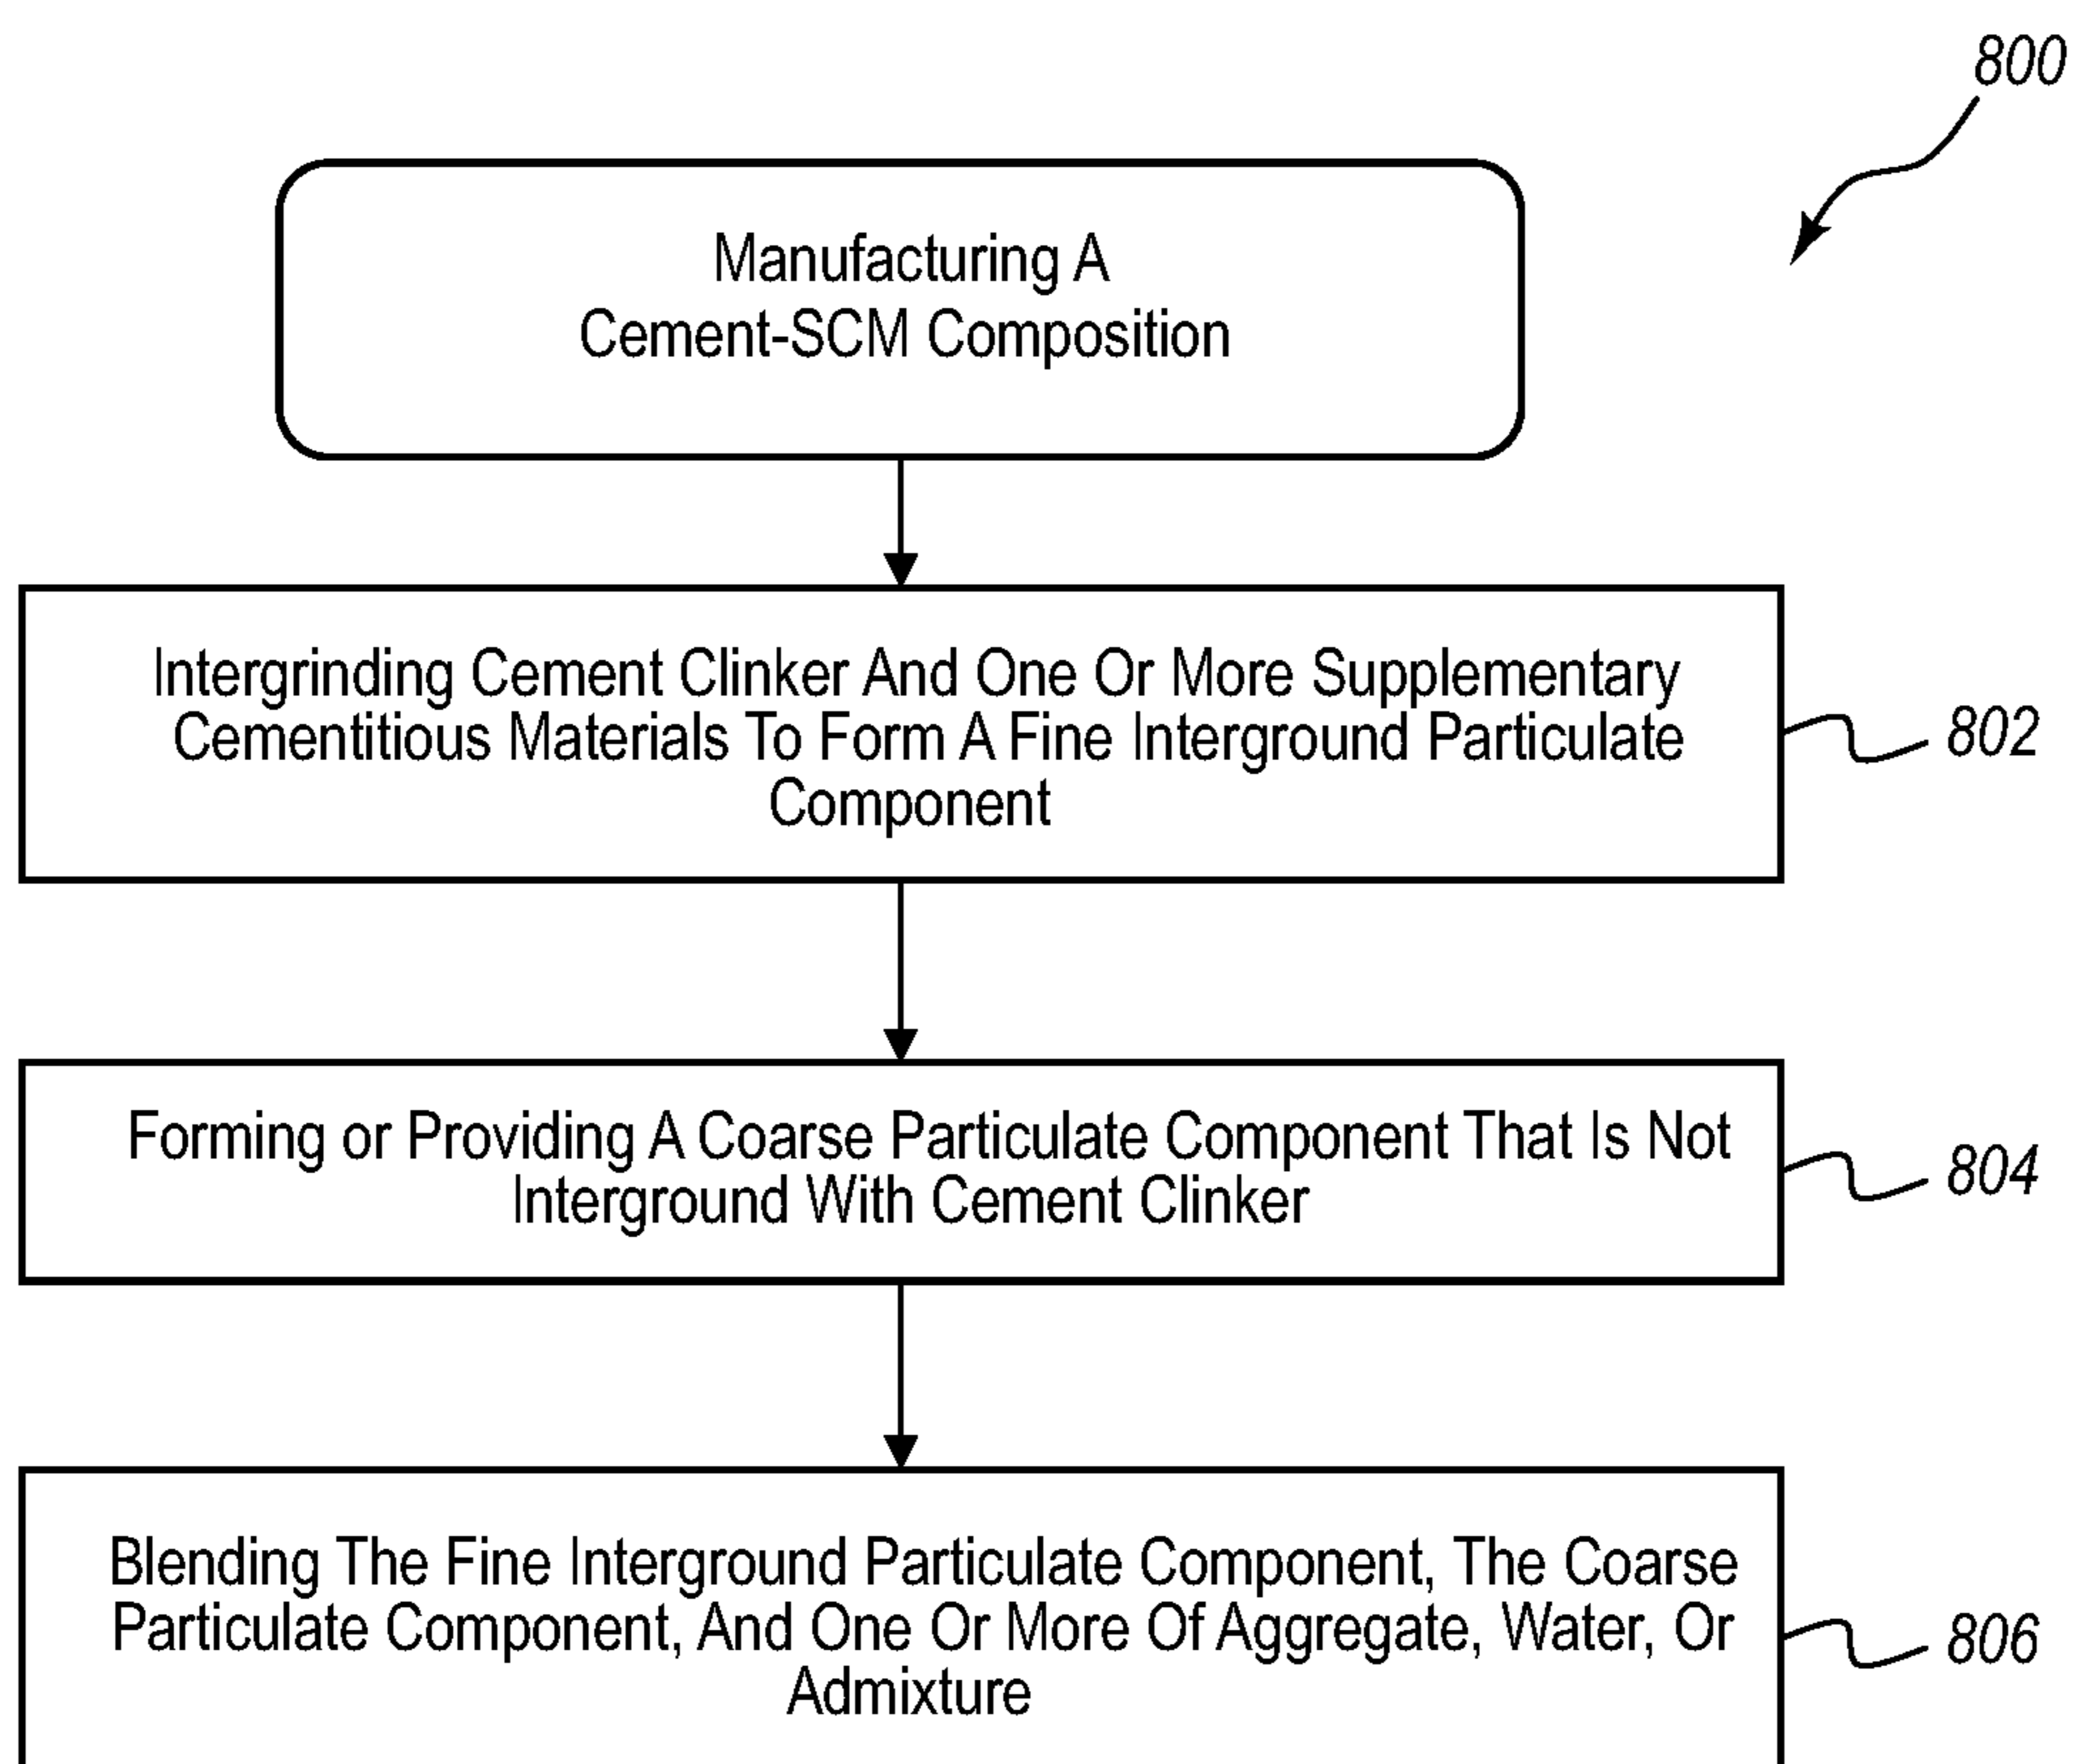 800
Manufacturing A
Cement-SCM Composition
Intergrinding Cement Clinker And One Or More Supplementary
Cementitious Materials To Form A Fine Interground Particulate
Component
802
Forming or Providing A Coarse Particulate Component That Is Not
Interground With Cement Clinker
804
Blending The Fine Interground Particulate Component, The Coarse
Particulate Component, And One Or More Of Aggregate, Water, Or
Admixture
806